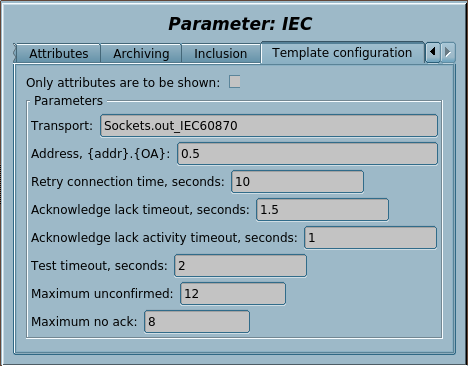 Parameter: IEC
Attributes Archiving Inclusion Template configuration
Only attributes are to be shown:
Parameters
Transport: Sockets.out_IEC60870
Address, {addr}.{OA}: 0.5
Retry connection time, seconds: 10
Acknowledge lack timeout, seconds: 1.5
Acknowledge lack activity timeout, seconds: 1
Test timeout, seconds: 2
Maximum unconfirmed: 12
Maximum no ack: 8